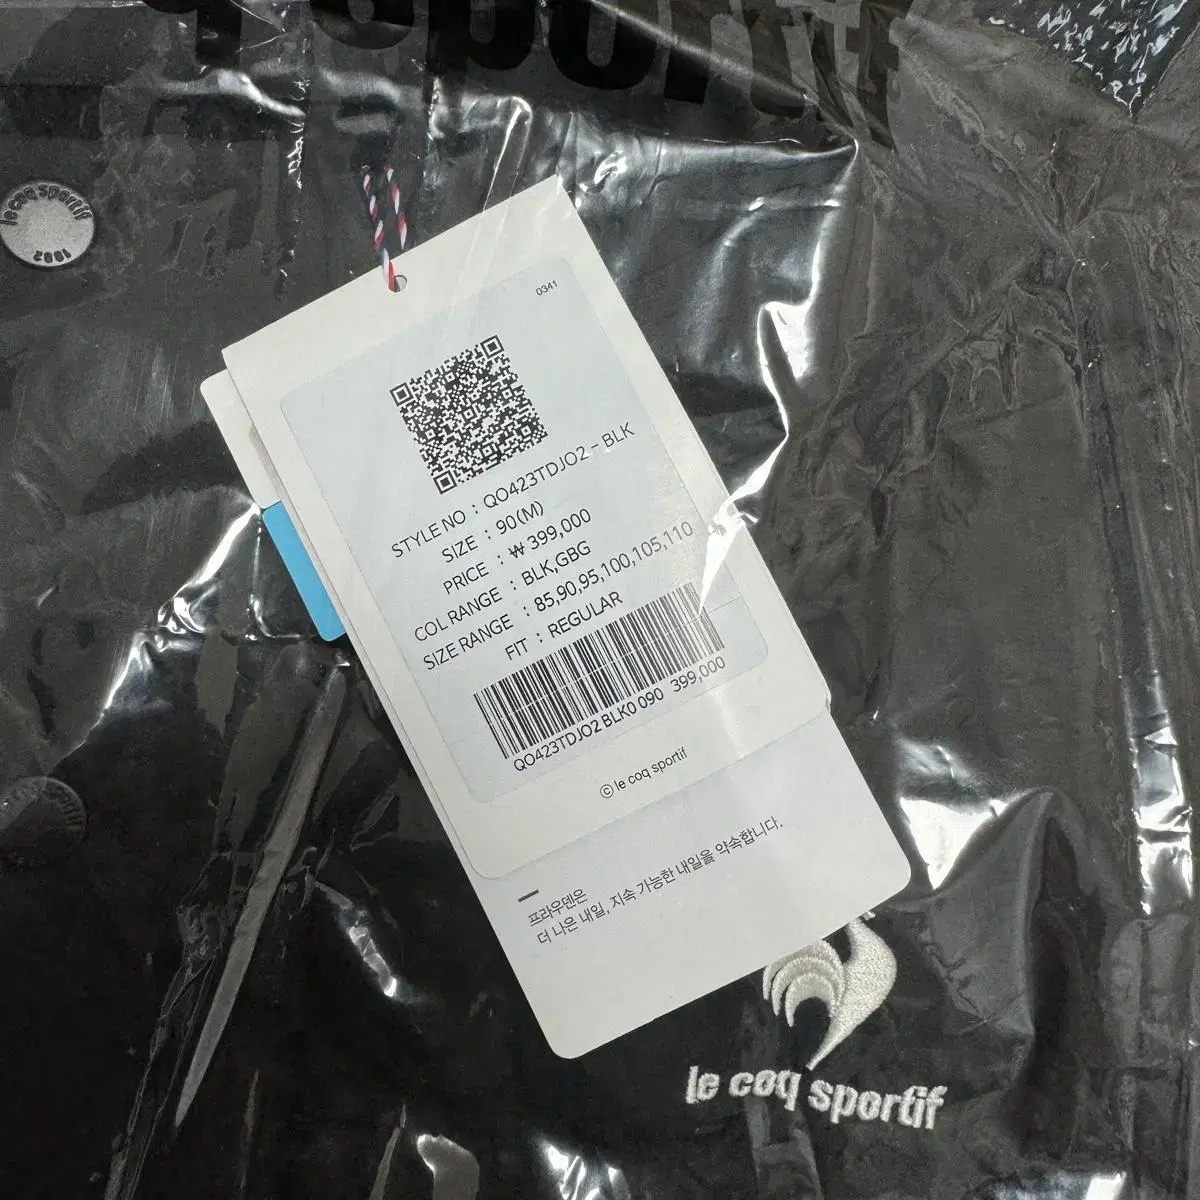 sport
le coq sportif
1882
0341
STYLE NO : QO423TDJO2 - BLK
SIZE : 90(M)
PRICE : ₩ 399,000
COL RANGE : BLK,GBG
SIZE RANGE : 85,90,95,100,105,110
FIT : REGULAR
QO423TDJO2 BLK0 090 399,000
© le coq sportif
프라우덴은
더 나은 내일, 지속 가능한 내일을 약속합니다.
le coq sportif